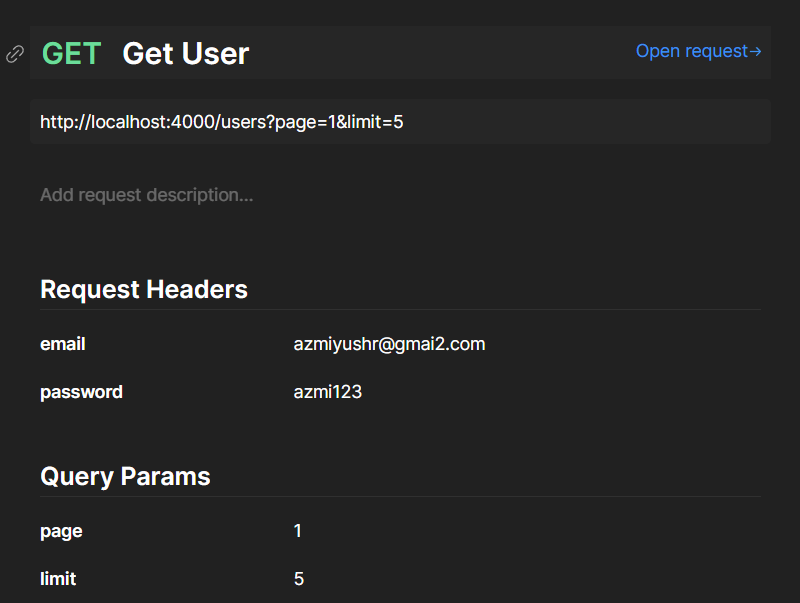 GET Get User Open request→
http://localhost:4000/users?page=1&limit=5
Add request description...
Request Headers
email azmiyushr@gmai2.com
password azmi123
Query Params
page 1
limit 5